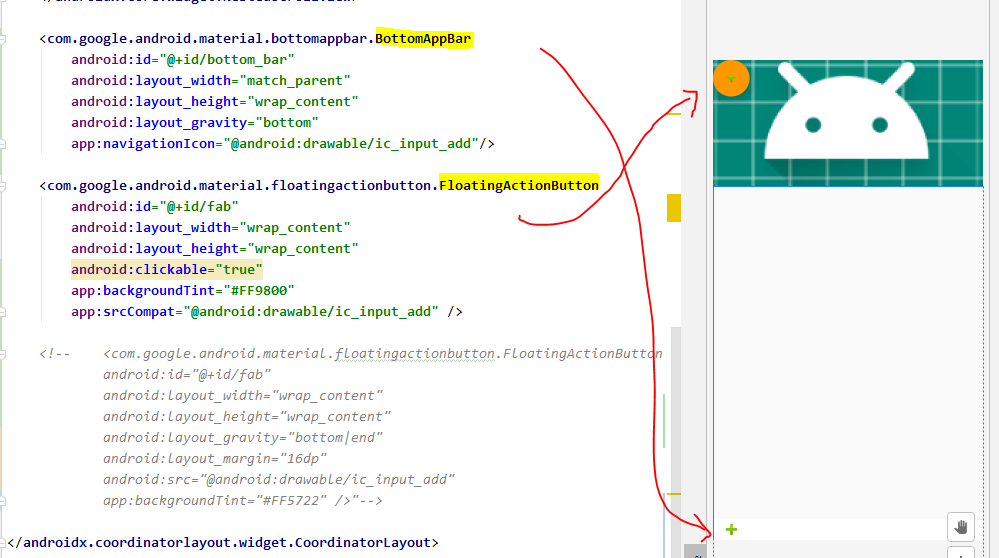 <com.google.android.material.bottomappbar.BottomAppBar
android:id="@+id/bottom_bar"
android:layout_width="match_parent"
android:layout_height="wrap_content"
android:layout_gravity="bottom"
app:navigationIcon="@android:drawable/ic_input_add"/>
<com.google.android.material.floatingactionbutton.FloatingActionButton
android:id="@+id/fab"
android:layout_width="wrap_content"
android:layout_height="wrap_content"
android:clickable="true"
app:backgroundTint="#FF9800"
app:srcCompat="@android:drawable/ic_input_add" />
<!-- <com.google.android.material.floatingactionbutton.FloatingActionButton
android:id="@+id/fab"
android:layout_width="wrap_content"
android:layout_height="wrap_content"
android:layout_gravity="bottom|end"
android:layout_margin="16dp"
android:src="@android:drawable/ic_input_add"
app:backgroundTint="#FF5722" />"-->
</androidx.coordinatorlayout.widget.CoordinatorLayout>